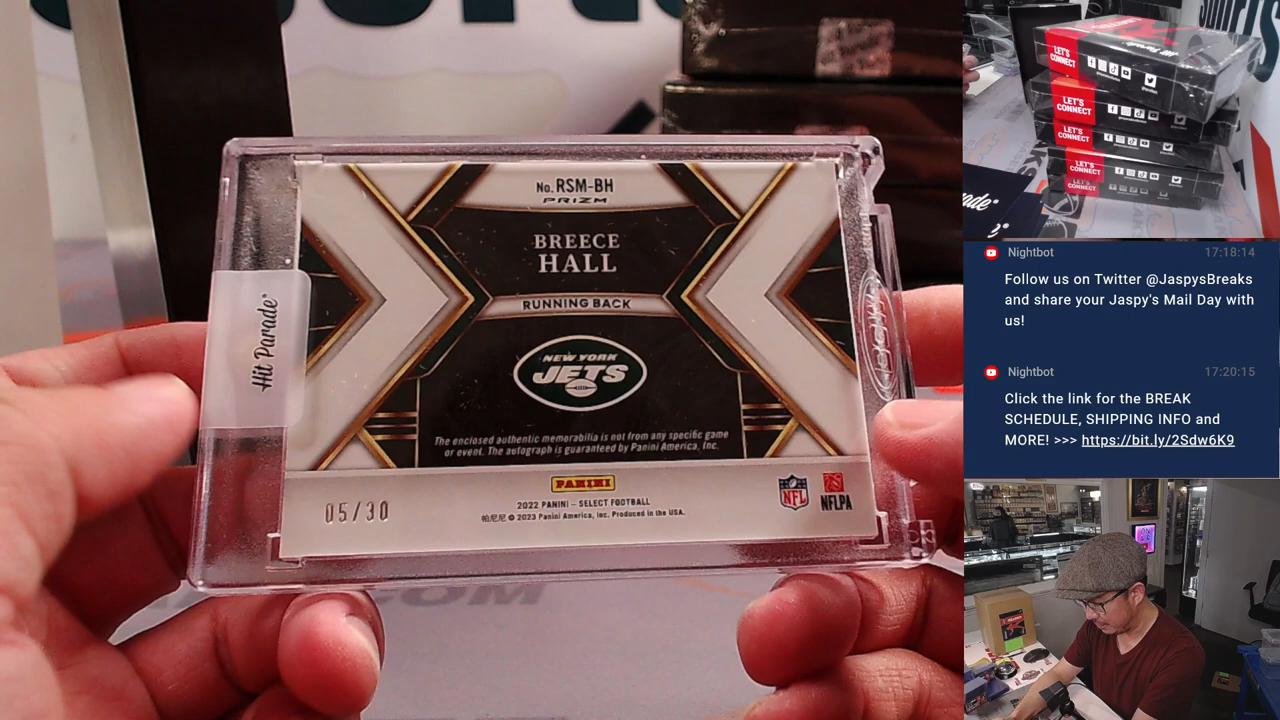 No. RSM-BH
PRIZM
BREECE
HALL
RUNNING BACK
NEW YORK
JETS
The enclosed authentic memorabilia is not from any specific game
or event. The autograph is guaranteed by Panini America, Inc.
PANINI
2022 PANINI – SELECT FOOTBALL
帕尼尼 © 2023 Panini America, Inc. Produced in the USA.
05/30
NFL
NFLPA
Hit Parade
.COM
LET'S
CONNECT
Hit Parade
LET'S
CONNECT
LET'S
CONNECT
LET'S
CONNECT
LET'S
CONNECT
Nightbot 17:18:14
Follow us on Twitter @JaspysBreaks
and share your Jaspy's Mail Day with
us!
Nightbot 17:20:15
Click the link for the BREAK
SCHEDULE, SHIPPING INFO and
MORE! >>> https://bit.ly/2Sdw6K9